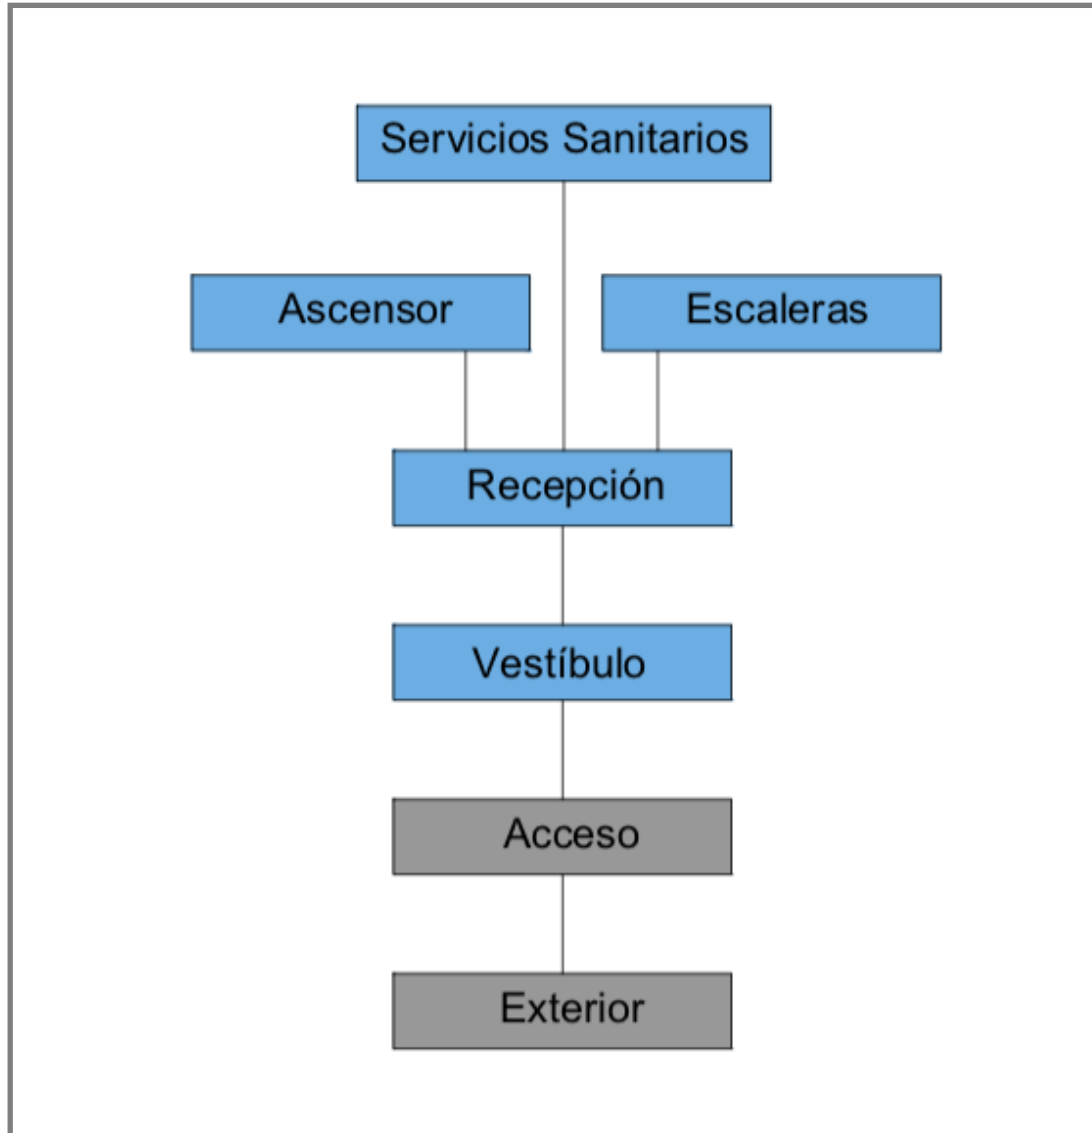 Servicios Sanitarios
Ascensor
Escaleras
Recepción
Vestíbulo
Acceso
Exterior